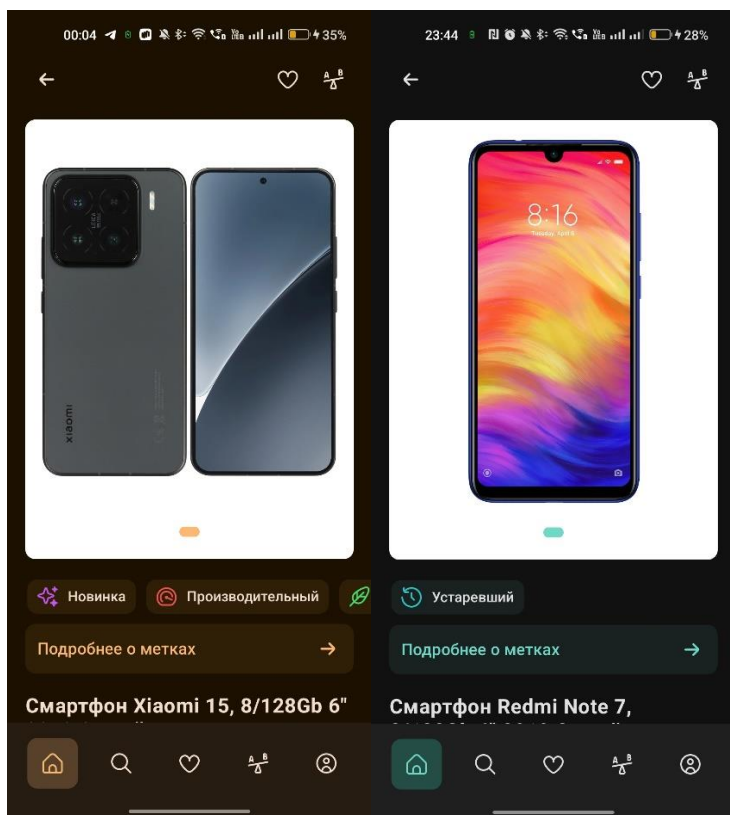 00:04
35%
A B
xiaomi
Новинка
Производительный
Подробнее о метках
Смартфон Xiaomi 15, 8/128Gb 6"
A B
23:44
28%
A B
8:16
Устаревший
Подробнее о метках
Смартфон Redmi Note 7,
A B